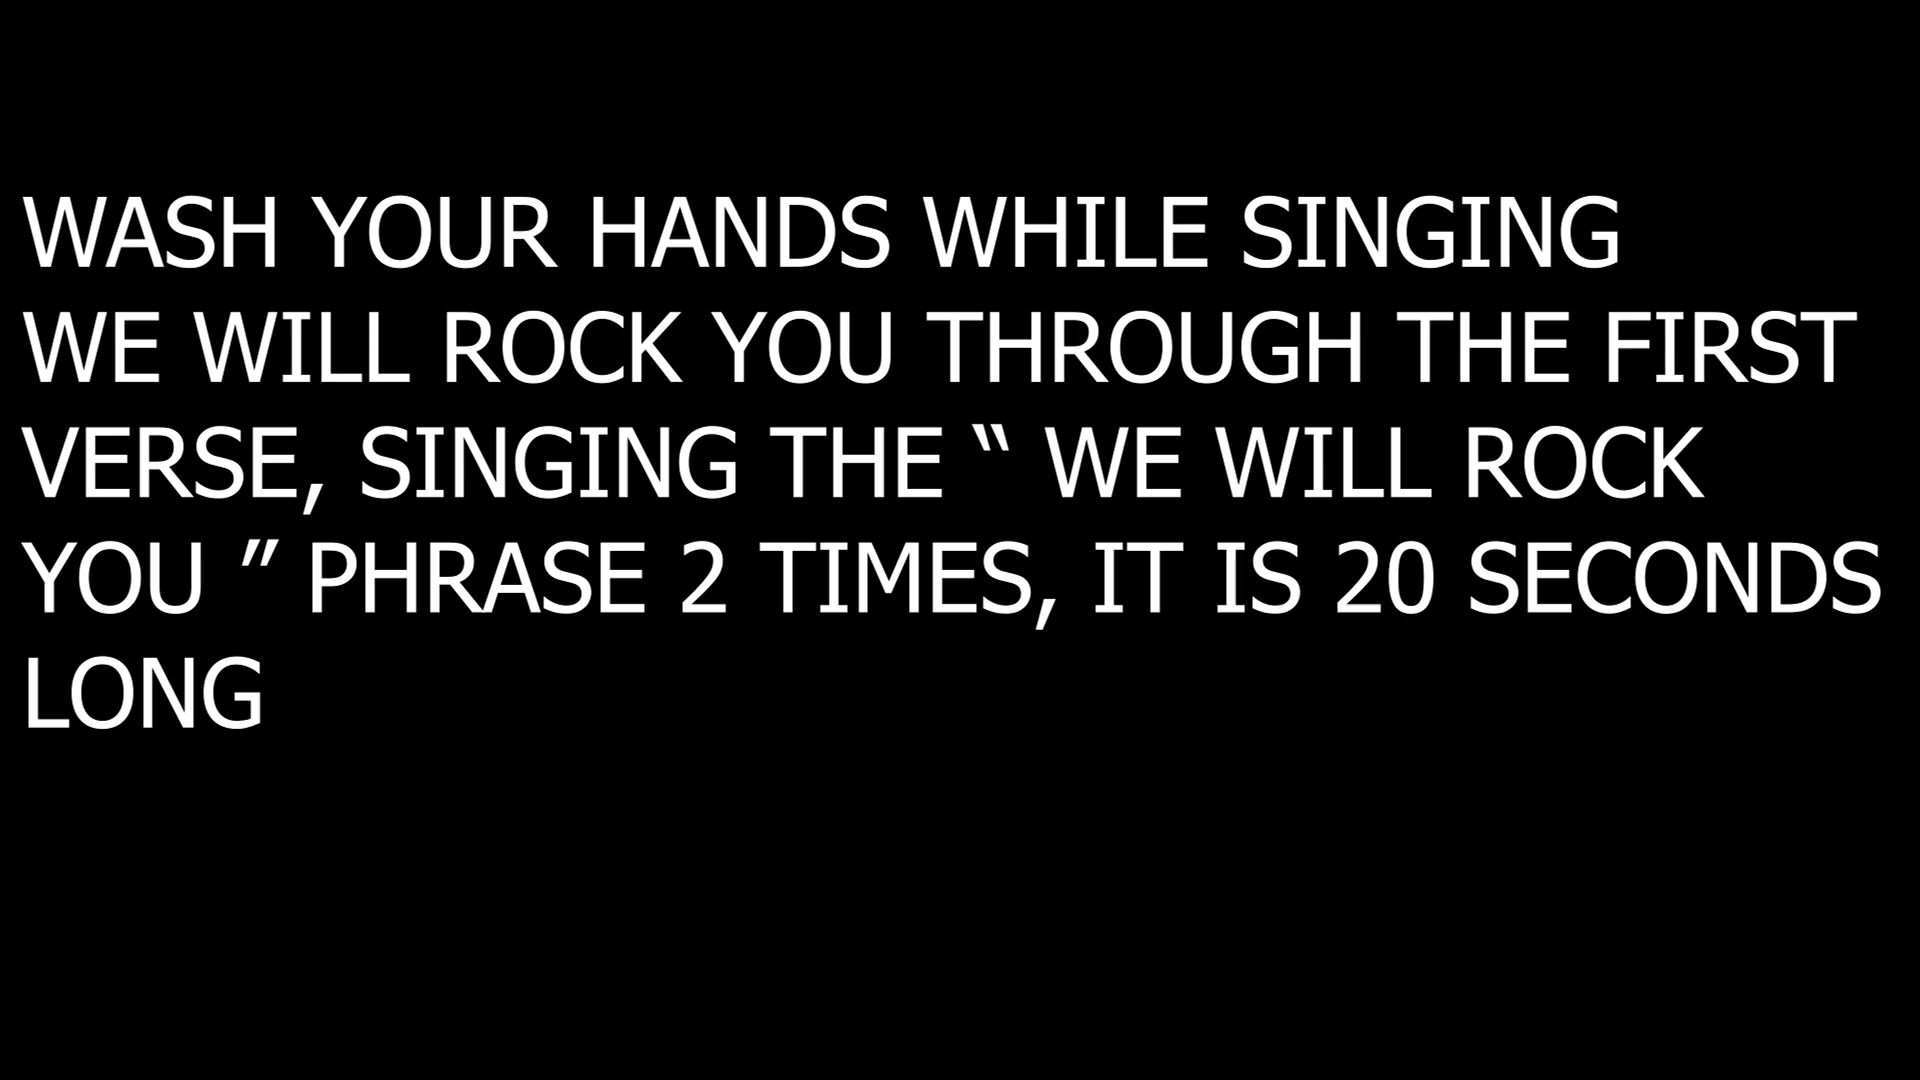 WASH YOUR HANDS WHILE SINGING
WE WILL ROCK YOU THROUGH THE FIRST
VERSE, SINGING THE “ WE WILL ROCK
YOU ” PHRASE 2 TIMES, IT IS 20 SECONDS
LONG